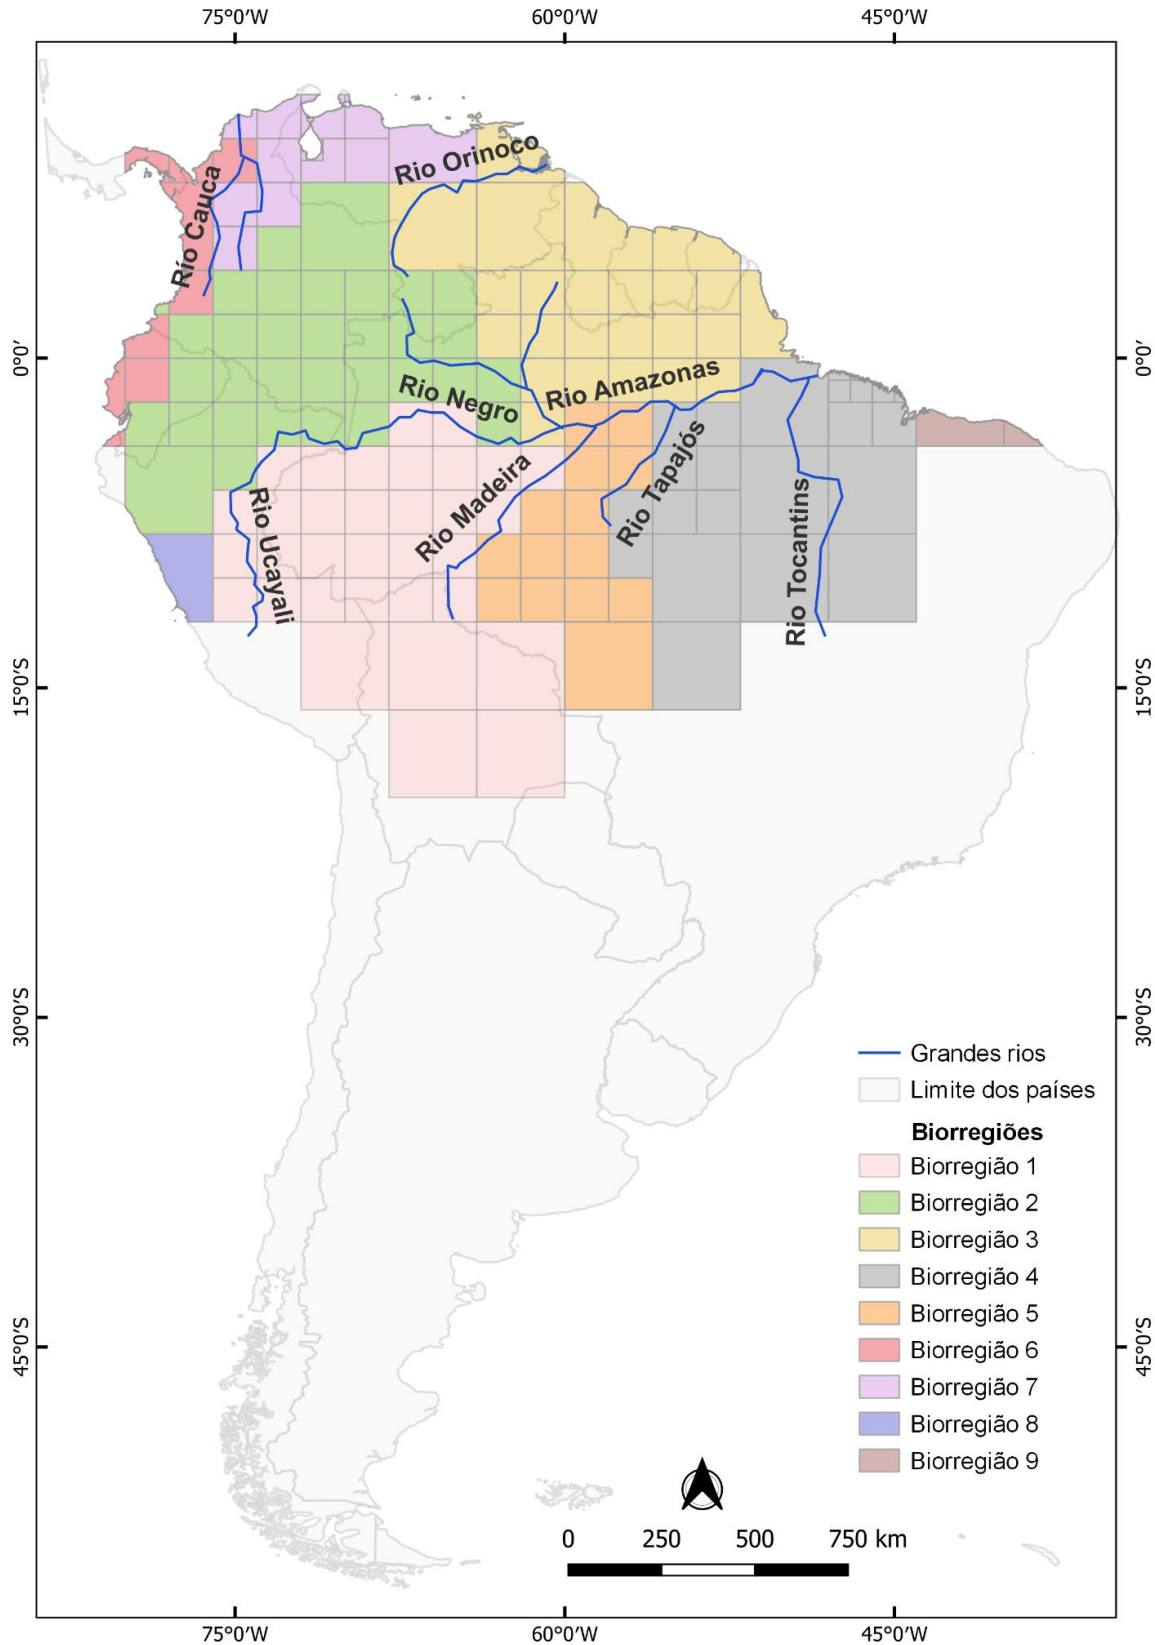 75°0'W 60°0'W 45°0'W
Rio Orinoco
Río Cauca
0°0' 0°0'
Rio Amazonas
Rio Negro
Rio Tapajós
Rio Madeira
Rio Ucayali
Rio Tocantins
15°0'S 15°0'S
30°0'S 30°0'S
Grandes rios
Limite dos países
Biorregiões
Biorregião 1
Biorregião 2
Biorregião 3
Biorregião 4
Biorregião 5
Biorregião 6
Biorregião 7
Biorregião 8
Biorregião 9
45°0'S 45°0'S
0 250 500 750 km
75°0'W 60°0'W 45°0'W